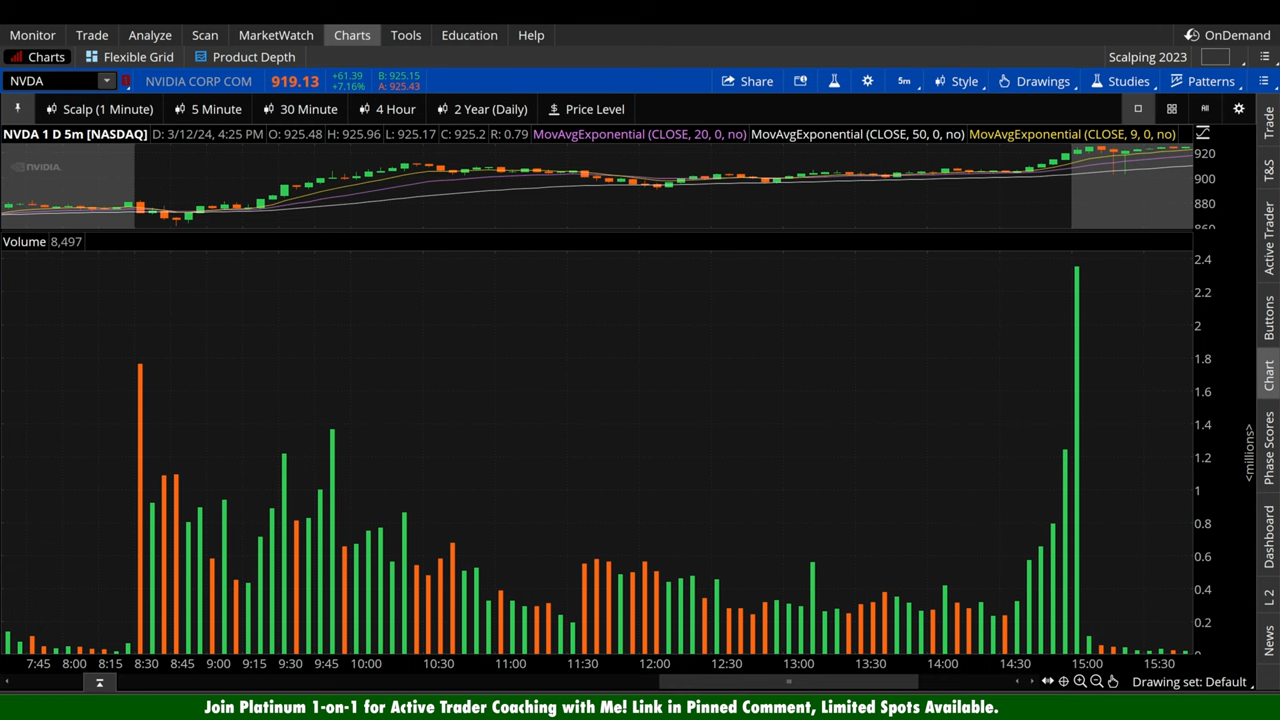 Monitor Trade Analyze Scan MarketWatch Charts Tools Education Help OnDemand
Charts Flexible Grid Product Depth Scalping 2023
NVDA NVIDIA CORP COM 919.13 +61.39 +7.16% B: 925.15 A: 925.43 Share 5m Style Drawings Studies Patterns
Scalp (1 Minute) 5 Minute 30 Minute 4 Hour 2 Year (Daily) $ Price Level All
NVDA 1 D 5m [NASDAQ] D: 3/12/24, 4:25 PM O: 925.48 H: 925.96 L: 925.17 C: 925.2 R: 0.79 MovAvgExponential (CLOSE, 20, 0, no) MovAvgExponential (CLOSE, 50, 0, no) MovAvgExponential (CLOSE, 9, 0, no)
NVIDIA
920
900
880
860
Volume 8,497
2.4
2.2
2
1.8
1.6
1.4
1.2
1
0.8
0.6
0.4
0.2
<millions>
7:45 8:00 8:15 8:30 8:45 9:00 9:15 9:30 9:45 10:00 10:30 11:00 11:30 12:00 12:30 13:00 13:30 14:00 14:30 15:00 15:30
Drawing set: Default
Trade
T&S
Active Trader
Buttons
Chart
Phase Scores
Dashboard
L 2
News
Join Platinum 1-on-1 for Active Trader Coaching with Me! Link in Pinned Comment, Limited Spots Available.